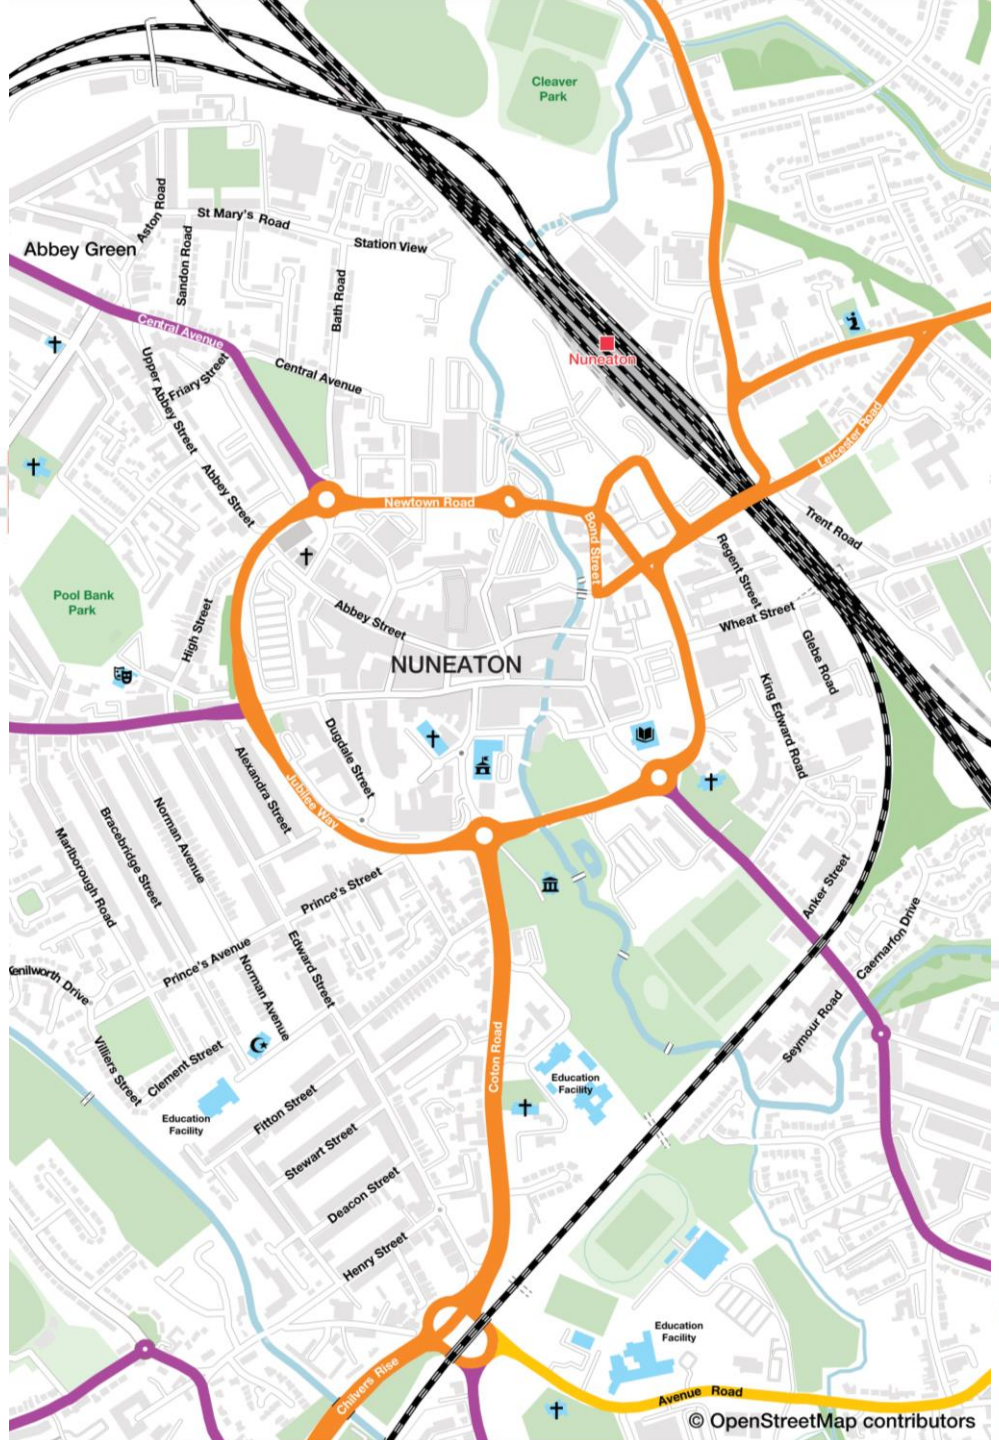 Cleaver
Park
Aston Road
St Mary's Road
Abbey Green
Sandon Road
Station View
Bath Road
Central Avenue
Nuneaton
Upper Abbey Street
Friary Street
Central Avenue
Leicester Road
Abbey Street
Newtown Road
Bond Street
Trent Road
Regent Street
Pool Bank
Park
High Street
Abbey Street
Wheat Street
Glebe Road
NUNEATON
King Edward Road
Dugdale Street
Alexandra Street
Jubilee Way
Norman Avenue
Bracebridge Street
Marlborough Road
Prince's Street
Anker Street
Caernarfon Drive
Prince's Avenue
Edward Street
Norman Avenue
Kenilworth Drive
Seymour Road
Villiers Street
Clement Street
Coton Road
Education
Facility
Education
Facility
Fitton Street
Stewart Street
Deacon Street
Henry Street
Education
Facility
Chilvers Rise
Avenue Road
© OpenStreetMap contributors